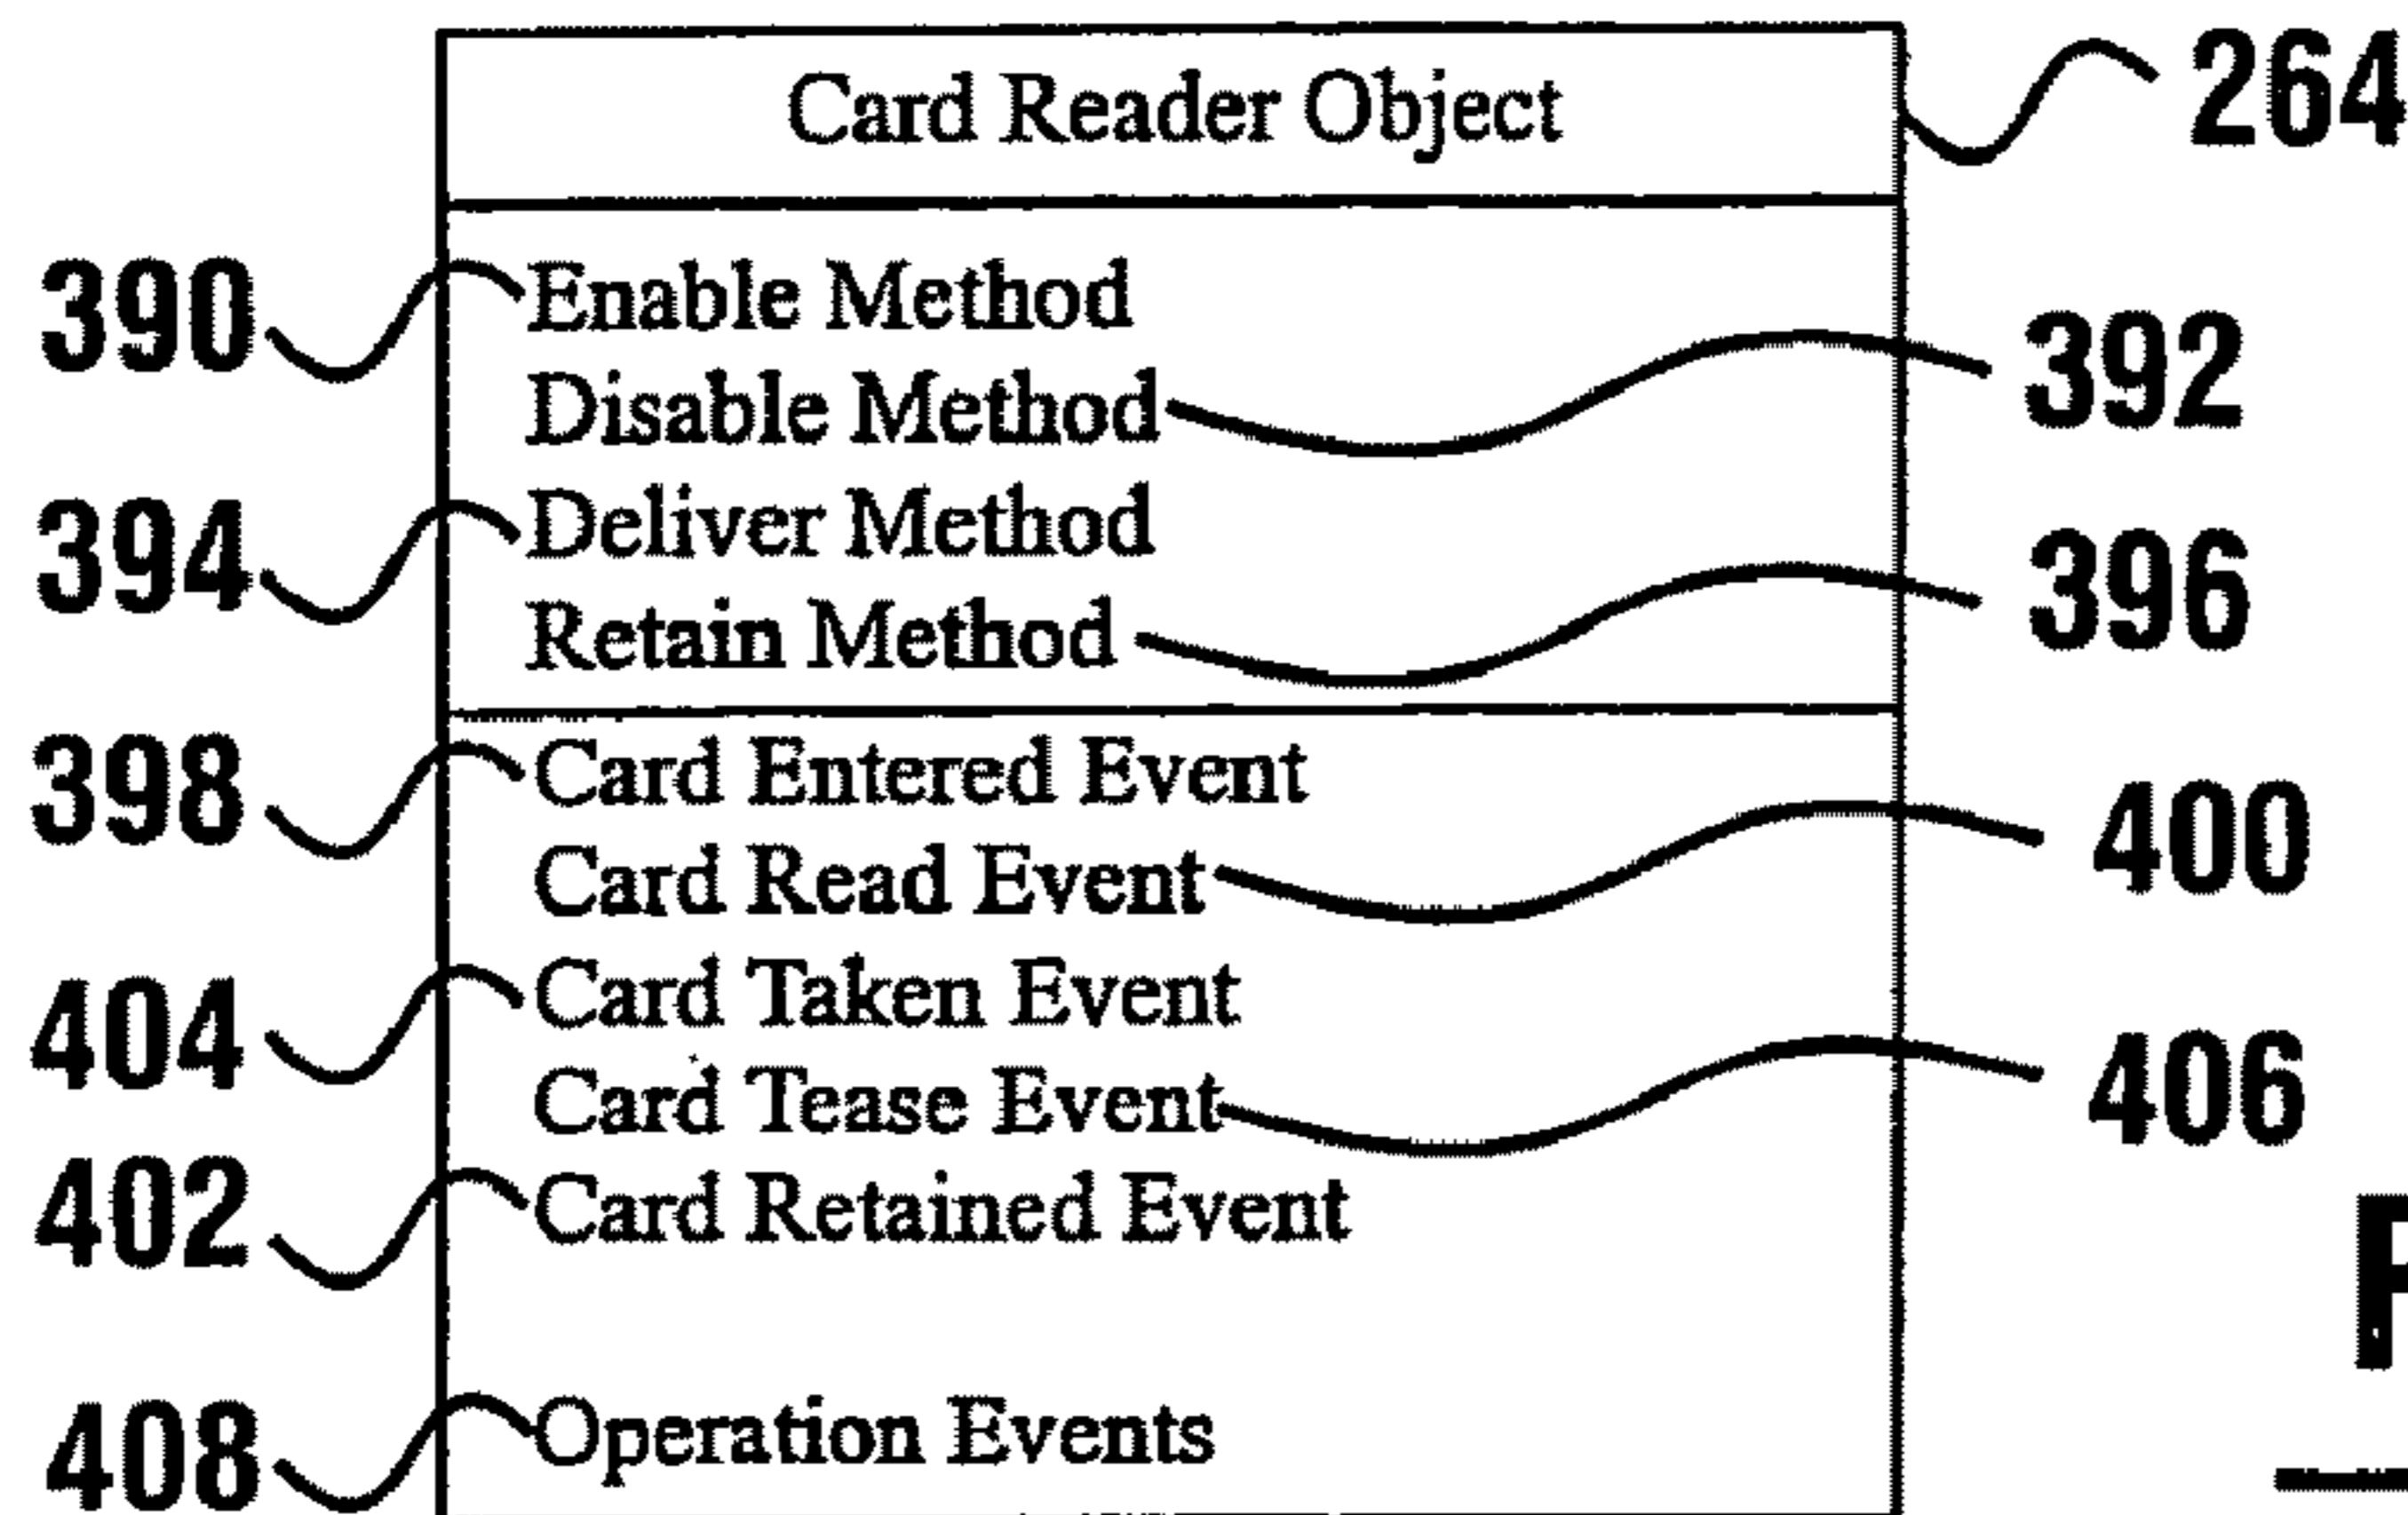 Card Reader Object 264
390 Enable Method
Disable Method 392
394 Deliver Method
Retain Method 396
398 Card Entered Event
Card Read Event 400
404 Card Taken Event
Card Tease Event 406
402 Card Retained Event
408 Operation Events